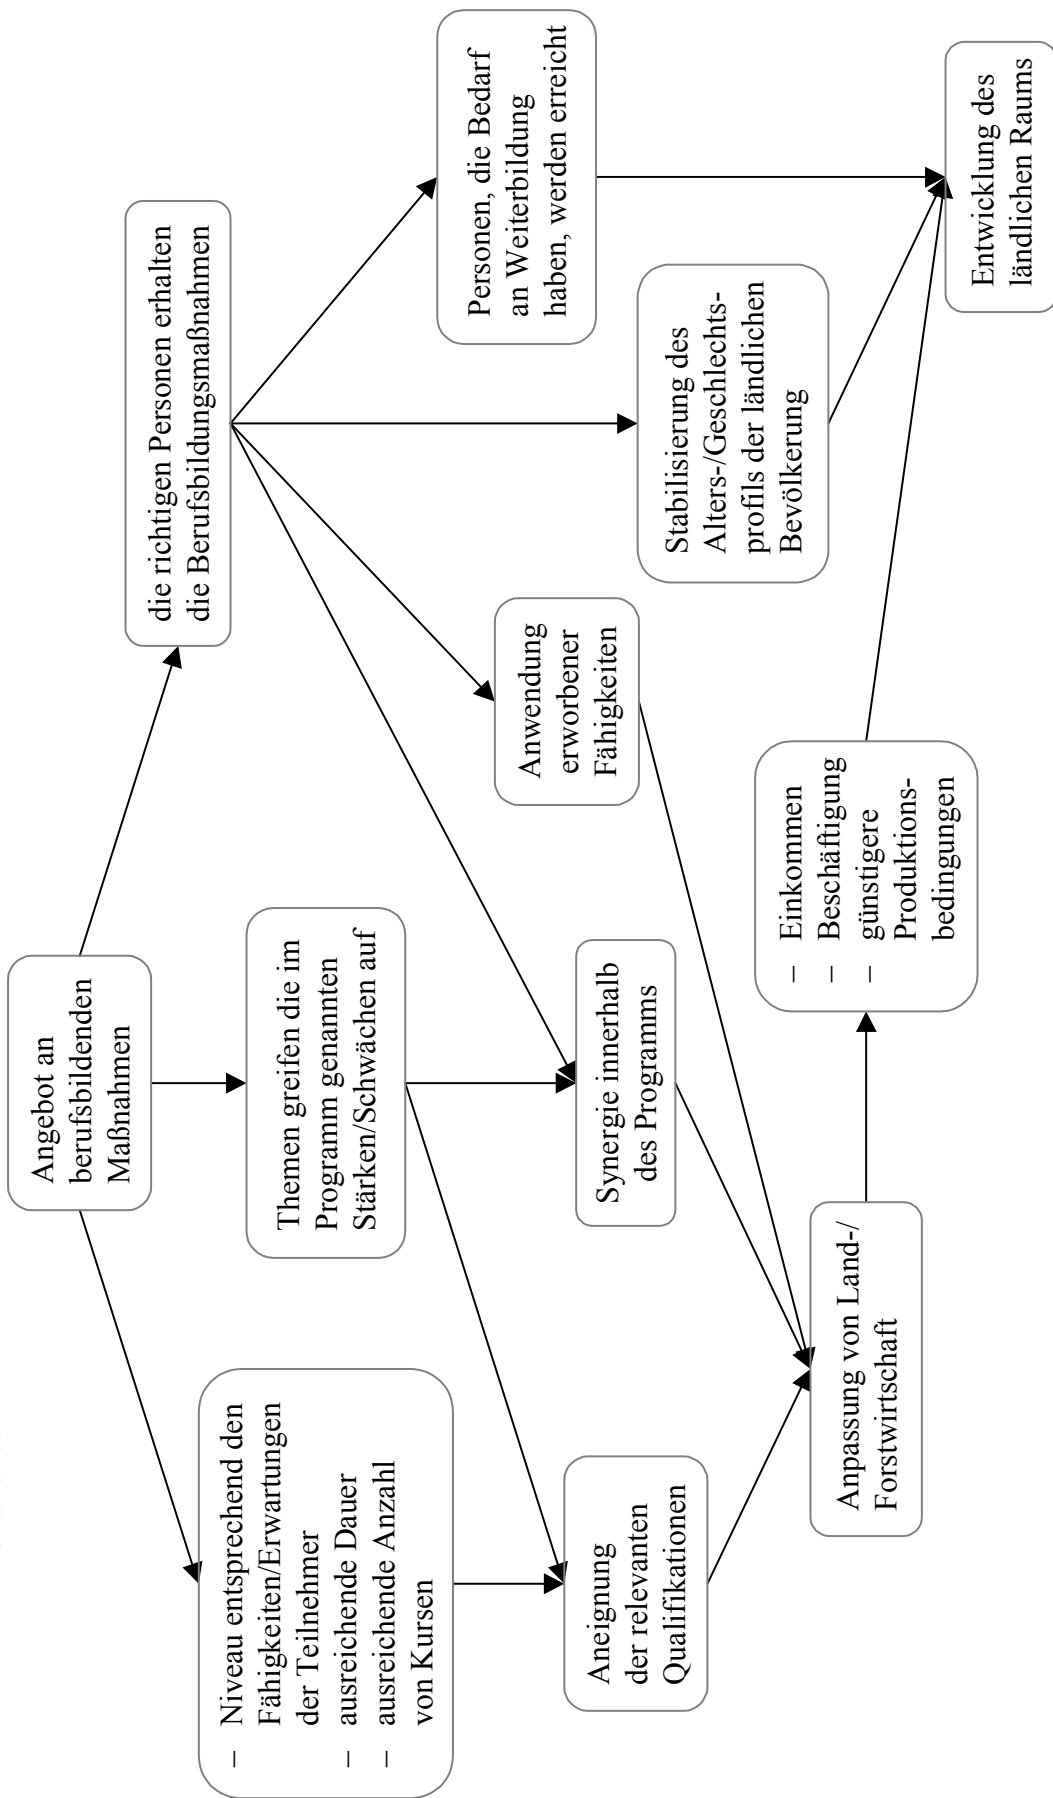 Angebot an
berufsbildenden
Maßnahmen
– Niveau entsprechend den
Fähigkeiten/Erwartungen
der Teilnehmer
– ausreichende Dauer
– ausreichende Anzahl
von Kursen
Themen greifen die im
Programm genannten
Stärken/Schwächen auf
die richtigen Personen erhalten
die Berufsbildungsmaßnahmen
Aneignung
der relevanten
Qualifikationen
Synergie innerhalb
des Programms
Anwendung
erworbener
Fähigkeiten
Stabilisierung des
Alters-/Geschlechts-
profils der ländlichen
Bevölkerung
Personen, die Bedarf
an Weiterbildung
haben, werden erreicht
Anpassung von Land-/
Forstwirtschaft
– Einkommen
– Beschäftigung
– günstigere
Produktions-
bedingungen
Entwicklung des
ländlichen Raums